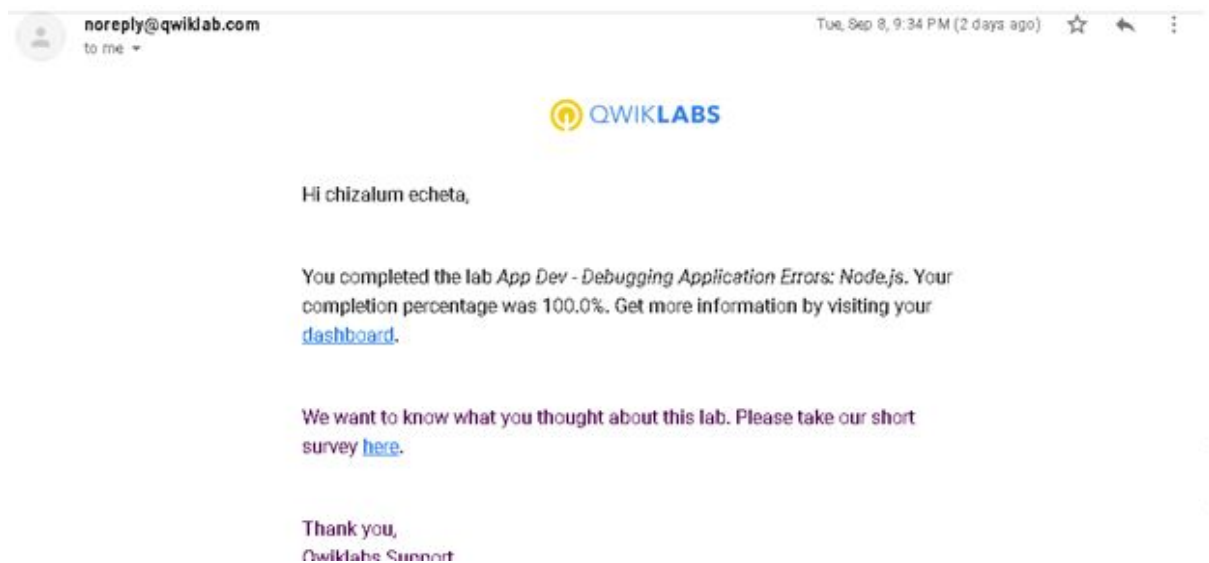 noreply@qwiklab.com
Tue, Sep 8, 9:34 PM (2 days ago)
to me
QWIKLABS
Hi chizalum echeta,
You completed the lab App Dev - Debugging Application Errors: Node.js. Your
completion percentage was 100.0%. Get more information by visiting your
dashboard.
We want to know what you thought about this lab. Please take our short
survey here.
Thank you,
Qwiklabs Support